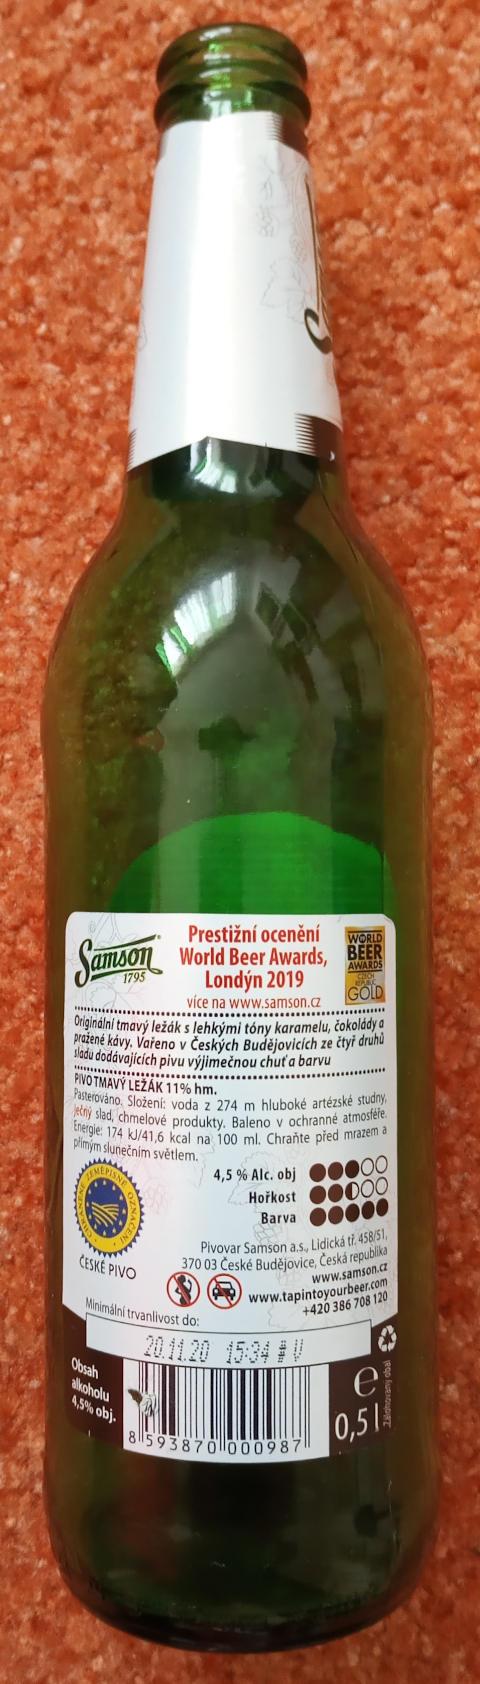 Samson
1795
Prestižní ocenění
World Beer Awards,
Londýn 2019
více na www.samson.cz
WORLD
BEER
AWARDS
CZECH
REPUBLIC
GOLD
Originální tmavý ležák s lehkými tóny karamelu, čokolády a
pražené kávy. Vařeno v Českých Budějovicích ze čtyř druhů
sladu dodávajících pivu výjimečnou chuť a barvu
PIVO TMAVÝ LEŽÁK 11% hm.
Pasterováno. Složení: voda z 274 m hluboké artézské studny,
ječný slad, chmelové produkty. Baleno v ochranné atmosféře.
Energie: 174 kJ/41,6 kcal na 100 ml. Chraňte před mrazem a
přímým slunečním světlem.
CHRÁNĚNÉ ZEMĚPISNÉ OZNAČENÍ
ČESKÉ PIVO
4,5 % Alc. obj
Hořkost
Barva
Pivovar Samson a.s., Lidická tř. 458/51,
370 03 České Budějovice, Česká republika
www.samson.cz
www.tapintoyourbeer.com
+420 386 708 120
Minimální trvanlivost do:
20.11.20 15:34 # U
Obsah
alkoholu
4,5% obj.
8 593870 000987
e
0,5 l
Zálohovaný obal